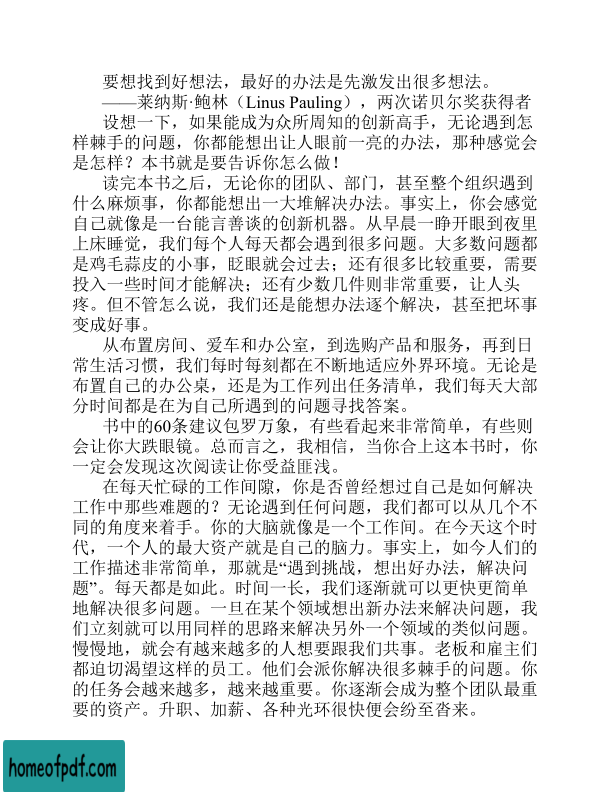 要想找到好想法，最好的办法是先激发出很多想法。
——莱纳斯·鲍林（Linus Pauling），两次诺贝尔奖获得者
设想一下，如果能成为众所周知的创新高手，无论遇到怎
样棘手的问题，你都能想出让人眼前一亮的办法，那种感觉会
是怎样？本书就是要告诉你怎么做！
读完本书之后，无论你的团队、部门，甚至整个组织遇到
什么麻烦事，你都能想出一大堆解决办法。事实上，你会感觉
自己就像是一台能言善谈的创新机器。从早晨一睁开眼到夜里
上床睡觉，我们每个人每天都会遇到很多问题。大多数问题都
是鸡毛蒜皮的小事，眨眼就会过去；还有很多比较重要，需要
投入一些时间才能解决；还有少数几件则非常重要，让人头
疼。但不管怎么说，我们还是能想办法逐个解决，甚至把坏事
变成好事。
从布置房间、爱车和办公室，到选购产品和服务，再到日
常生活习惯，我们每时每刻都在不断地适应外界环境。无论是
布置自己的办公桌，还是为工作列出任务清单，我们每天大部
分时间都是在为自己所遇到的问题寻找答案。
书中的60条建议包罗万象，有些看起来非常简单，有些则
会让你大跌眼镜。总而言之，我相信，当你合上这本书时，你
一定会发现这次阅读让你受益匪浅。
在每天忙碌的工作间隙，你是否曾经想过自己是如何解决
工作中那些难题的？无论遇到任何问题，我们都可以从几个不
同的角度来着手。你的大脑就像是一个工作间。在今天这个时
代，一个人的最大资产就是自己的脑力。事实上，如今人们的
工作描述非常简单，那就是“遇到挑战，想出好办法，解决问
题”。每天都是如此。时间一长，我们逐渐就可以更快更简单
地解决很多问题。一旦在某个领域想出新办法来解决问题，我
们立刻就可以用同样的思路来解决另外一个领域的类似问题。
慢慢地，就会有越来越多的人想要跟我们共事。老板和雇主们
都迫切渴望这样的员工。他们会派你解决很多棘手的问题。你
的任务会越来越多，越来越重要。你逐渐会成为整个团队最重
要的资产。升职、加薪、各种光环很快便会纷至沓来。
homeofpdf.com